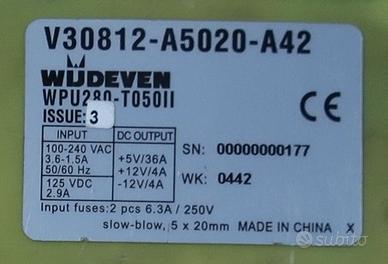 V30812-A5020-A42
WIJDEVEN
WPU280-T050II
ISSUE: 3
INPUT
DC OUTPUT
100-240 VAC
3.6-1.5A
50/60 Hz
125 VDC
2.9A
+5V/36A
+12V/4A
-12V/4A
CE
SN: 00000000177
WK: 0442
Input fuses: 2 pcs 6.3A / 250V
slow-blow, 5 x 20mm MADE IN CHINA X
subito